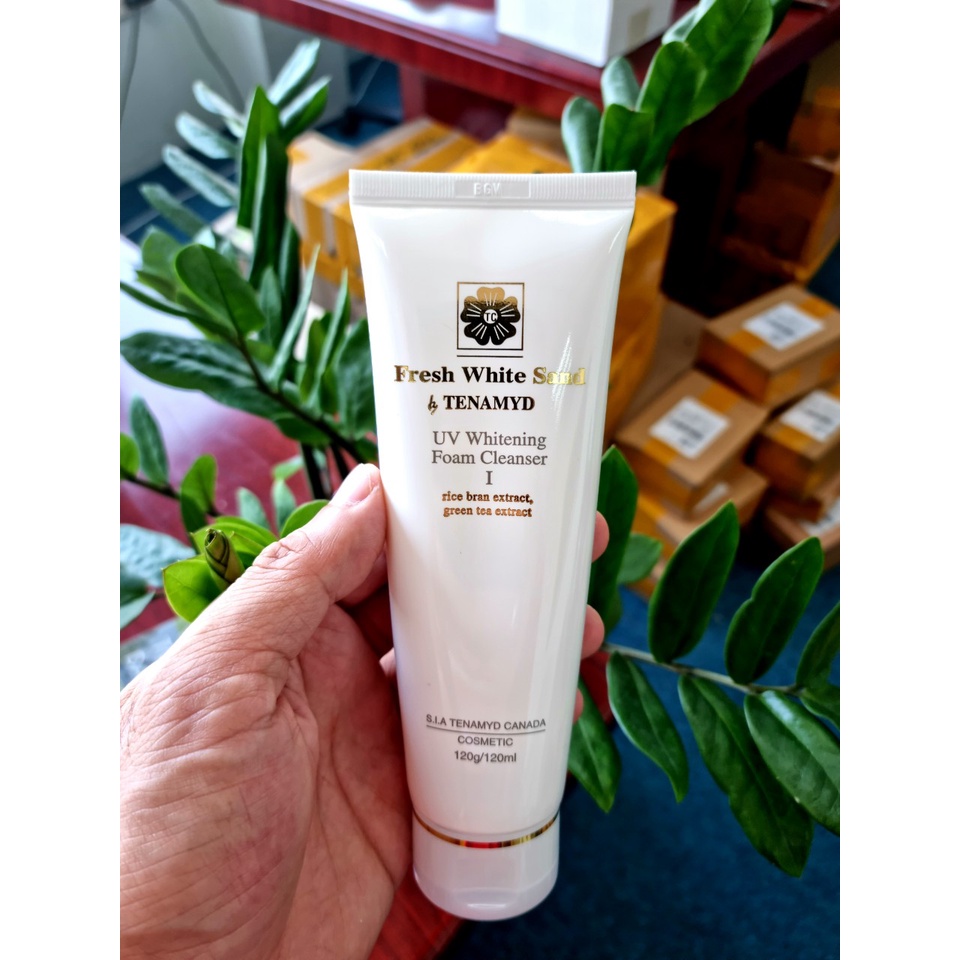 TC
Fresh White Sand
by TENAMYD
UV Whitening
Foam Cleanser
I
rice bran extract,
green tea extract
S.I.A TENAMYD CANADA
COSMETIC
120g/120ml